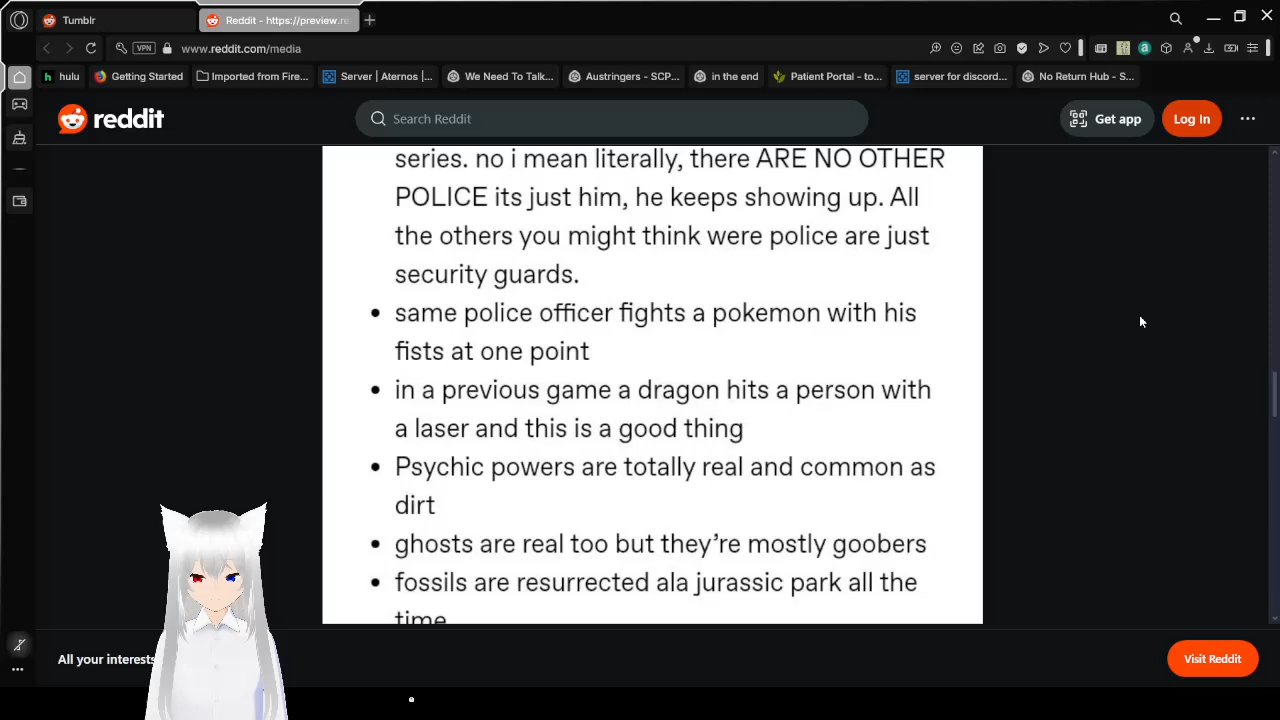 Tumblr
Reddit - https://preview.re
VPN
www.reddit.com/media
hulu
Getting Started
Imported from Fire...
Server | Aternos |...
We Need To Talk...
Austringers - SCP...
in the end
Patient Portal - to...
server for discord...
No Return Hub - S...
reddit
Search Reddit
Get app
Log In
series. no i mean literally, there ARE NO OTHER
POLICE its just him, he keeps showing up. All
the others you might think were police are just
security guards.
• same police officer fights a pokemon with his
fists at one point
• in a previous game a dragon hits a person with
a laser and this is a good thing
• Psychic powers are totally real and common as
dirt
• ghosts are real too but they’re mostly goobers
• fossils are resurrected ala jurassic park all the
time
All your interests
Visit Reddit